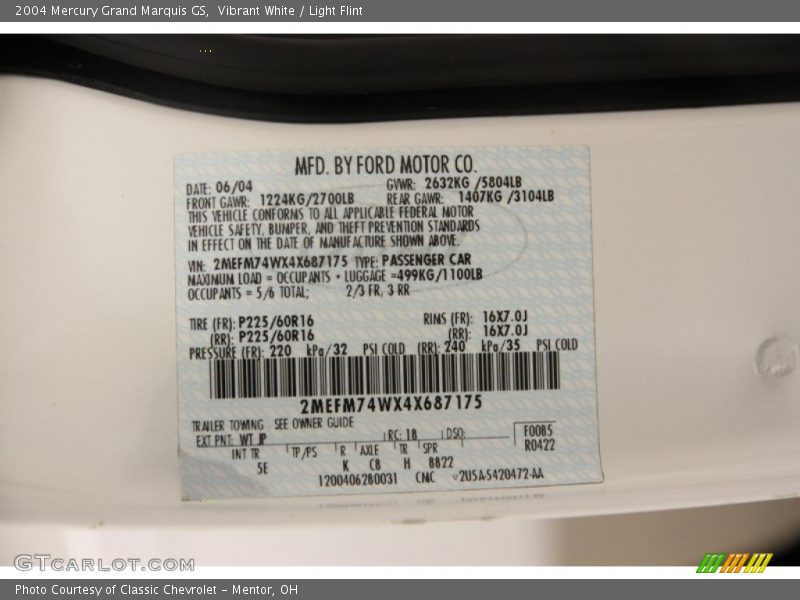 2004 Mercury Grand Marquis GS,  Vibrant White / Light Flint
MFD. BY FORD MOTOR CO.
DATE: 06/04 GVWR: 2632KG /5804LB
FRONT GAWR: 1224KG/2700LB REAR GAWR: 1407KG /3104LB
THIS VEHICLE CONFORMS TO ALL APPLICABLE FEDERAL MOTOR
VEHICLE SAFETY, BUMPER, AND THEFT PREVENTION STANDARDS
IN EFFECT ON THE DATE OF MANUFACTURE SHOWN ABOVE.
VIN: 2MEFM74WX4X687175 TYPE: PASSENGER CAR
MAXIMUM LOAD = OCCUPANTS + LUGGAGE =499KG/1100LB
OCCUPANTS = 5/6 TOTAL; 2/3 FR, 3 RR
TIRE (FR): P225/60R16 RIMS (FR): 16X7.0J
(RR): P225/60R16 (RR): 16X7.0J
PRESSURE (FR): 220 kPa/32 PSI COLD (RR): 240 kPa/35 PSI COLD
2MEFM74WX4X687175
TRAILER TOWING - SEE OWNER GUIDE
EXT PNT: WT JP RC: 18 DSO: F0085
R0422
INT TR TP/PS R AXLE TR SPR
5E K C8 H 8822
1200406280031 CMC 2U5A-5420472-AA
GTCARLOT.COM
Photo Courtesy of Classic Chevrolet – Mentor, OH